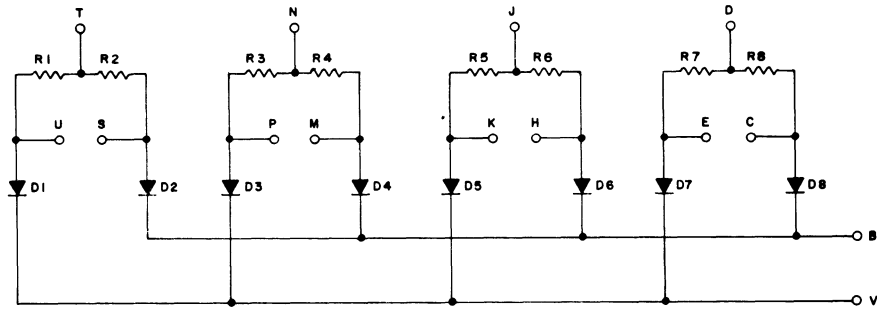 T N J D
R1 R2 R3 R4 R5 R6 R7 R8
U S P M K H E C
D1 D2 D3 D4 D5 D6 D7 D8
B
V